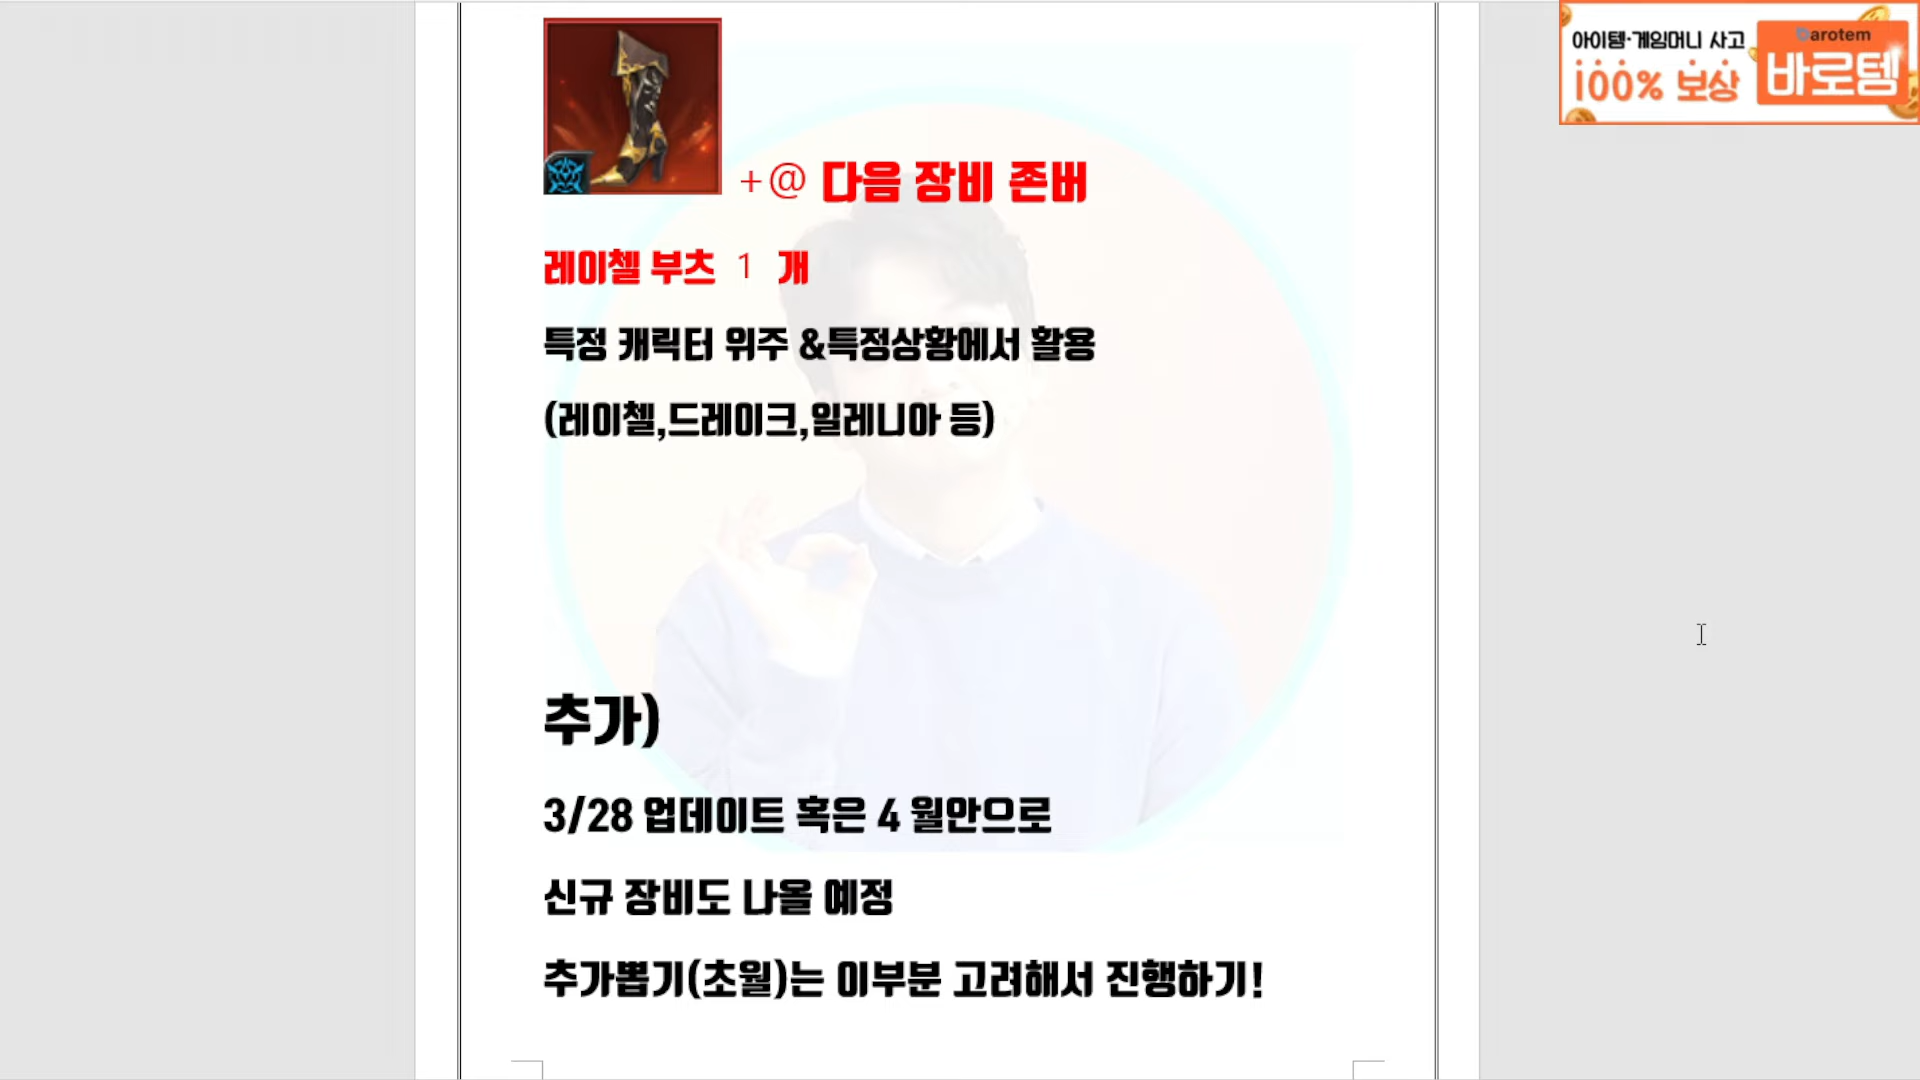 아이템·게임머니 사고
100% 보상
barotem
바로템
+@ 다음 장비 존버
레이첼 부츠 1 개
특정 캐릭터 위주 &특정상황에서 활용
(레이첼,드레이크,일레니아 등)
추가)
3/28 업데이트 혹은 4 월안으로
신규 장비도 나올 예정
추가뽑기(초월)는 이부분 고려해서 진행하기!